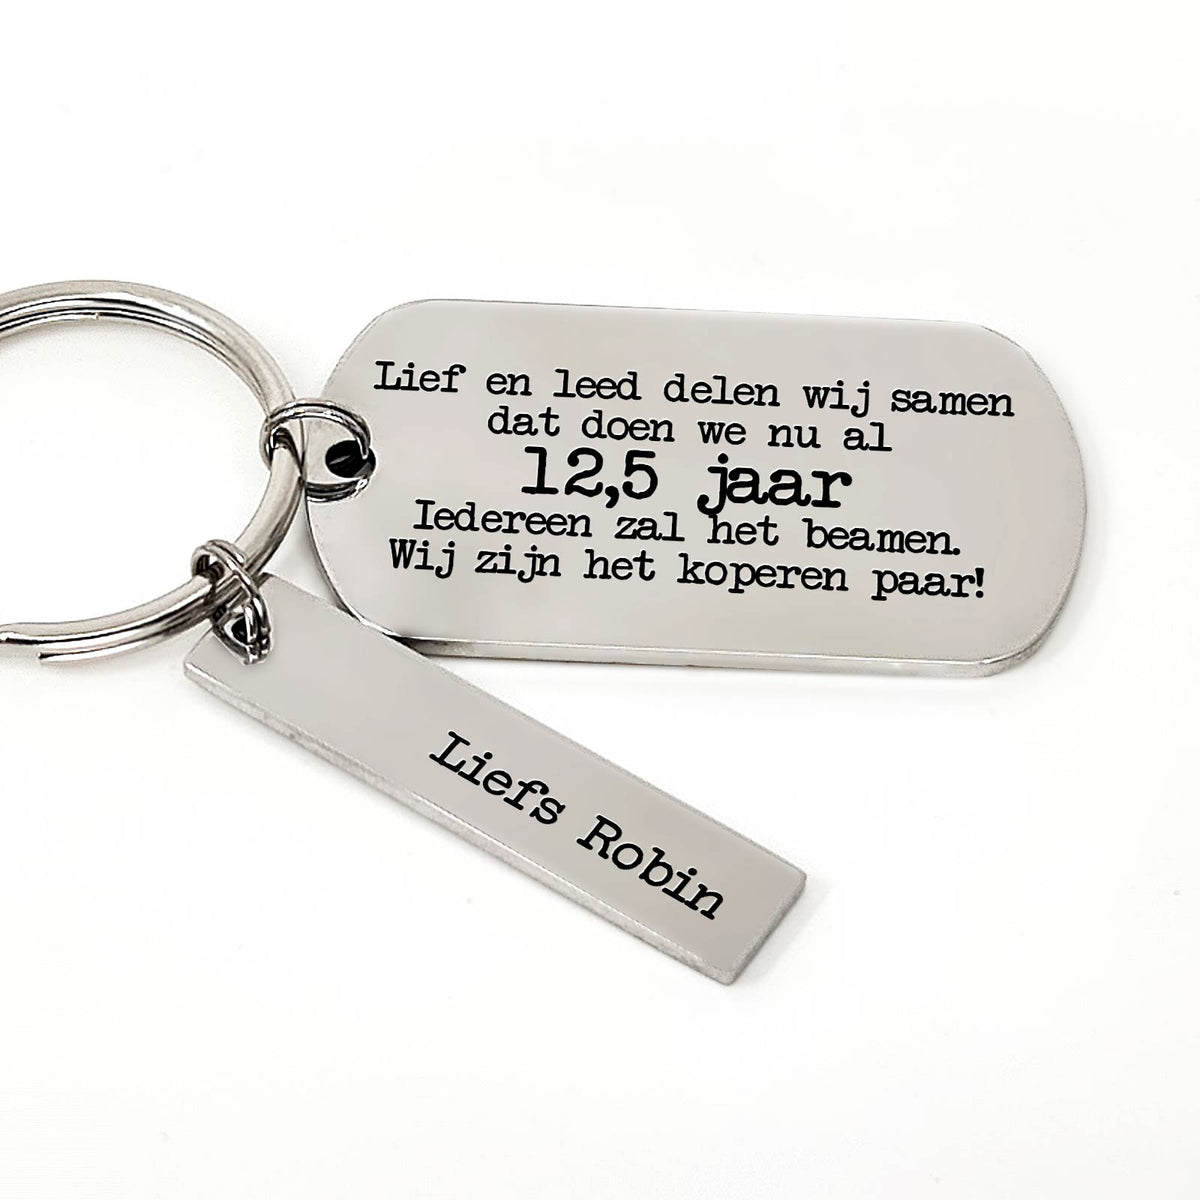 Lief en leed delen wij samen
dat doen we nu al
12,5 jaar
Iedereen zal het beamen.
Wij zijn het koperen paar!
Liefs Robin